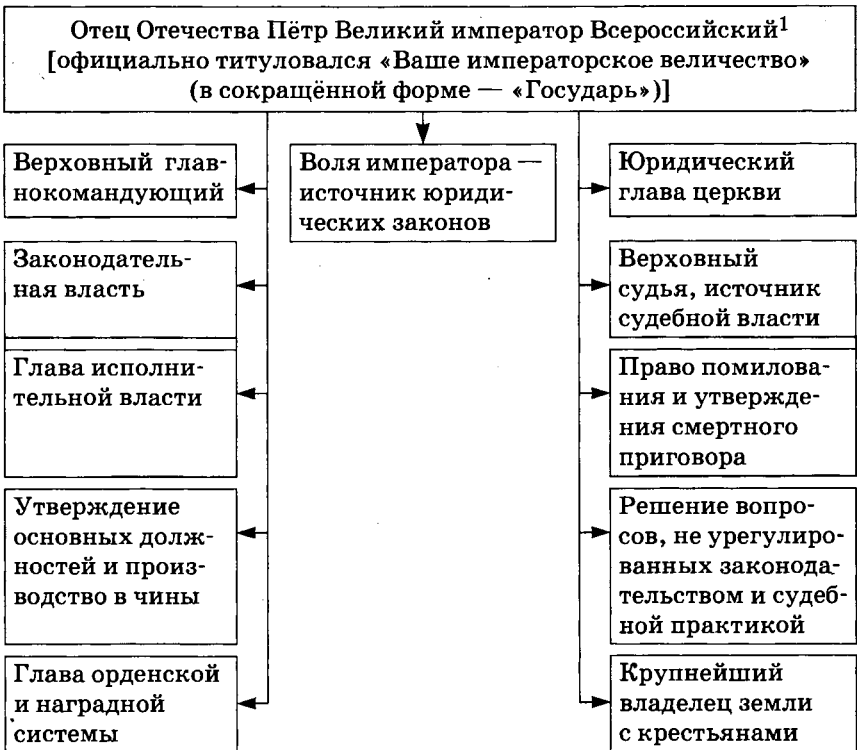 Отец Отечества Пётр Великий император Всероссийский1
[официально титуловался «Ваше императорское величество»
(в сокращённой форме — «Государь»)]
Верховный глав-
нокомандующий
Воля императора —
источник юриди-
ческих законов
Юридический
глава церкви
Законодатель-
ная власть
Верховный
судья, источник
судебной власти
Глава исполни-
тельной власти
Право помилова-
ния и утвержде-
ния смертного
приговора
Утверждение
основных долж-
ностей и произ-
водство в чины
Решение вопро-
сов, не урегулиро-
ванных законода-
тельством и судеб-
ной практикой
Глава орденской
и наградной
системы
Крупнейший
владелец земли
с крестьянами